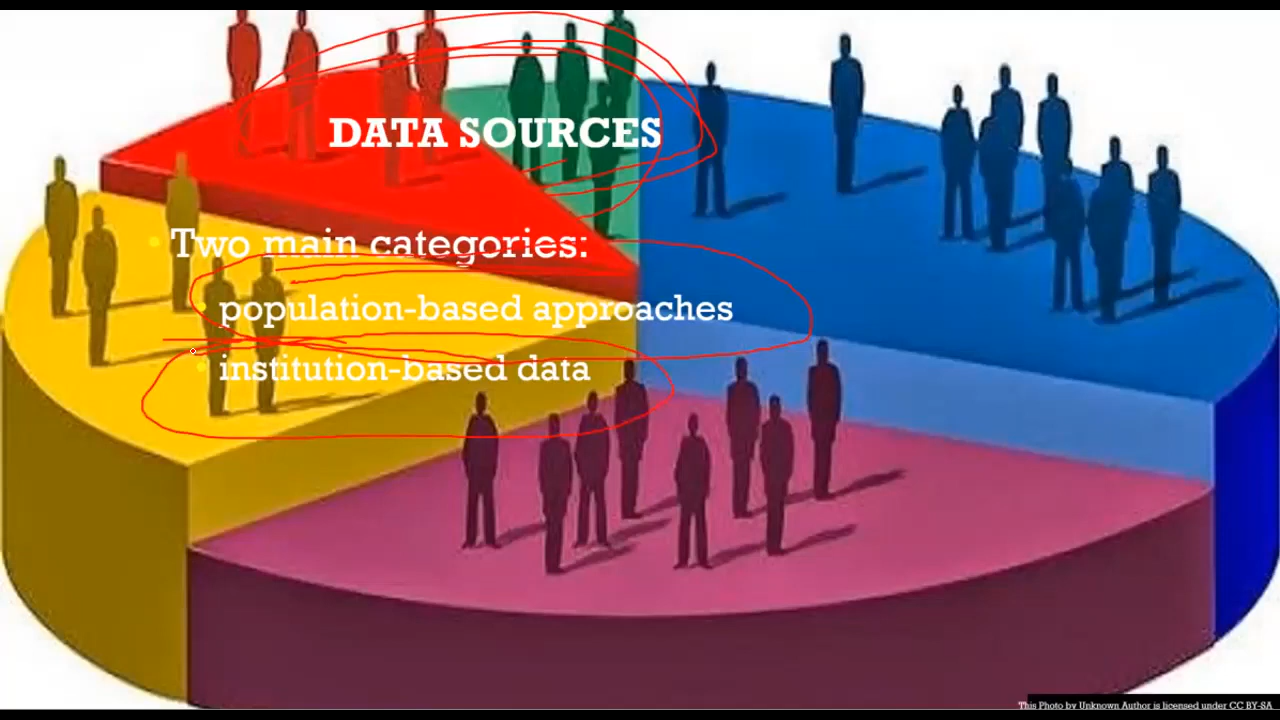 DATA SOURCES
• Two main categories:
• population-based approaches
• institution-based data
This Photo by Unknown Author is licensed under CC BY-SA